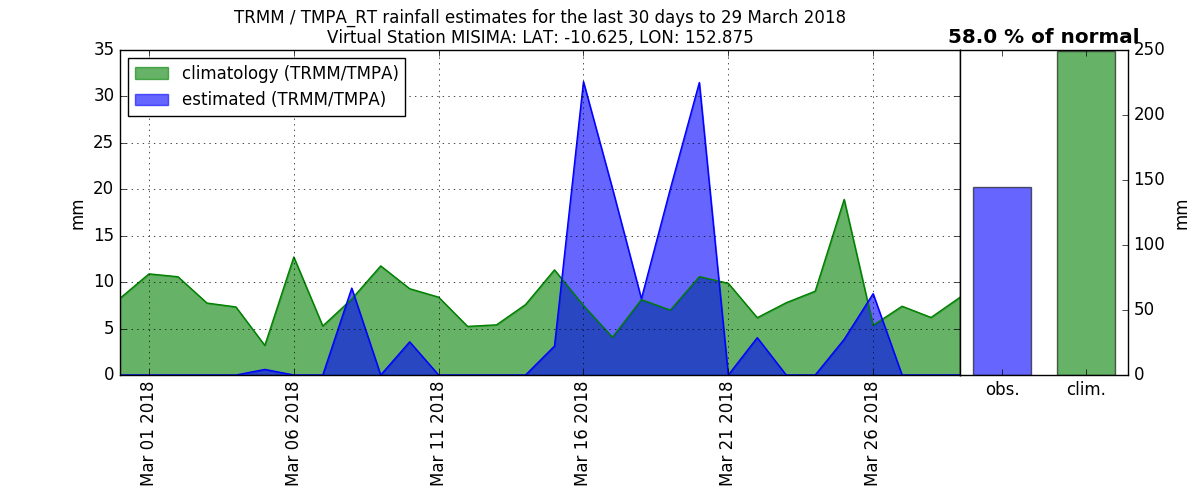 TRMM / TMPA_RT rainfall estimates for the last 30 days to 29 March 2018
Virtual Station MISIMA: LAT: -10.625, LON: 152.875
58.0 % of normal
climatology (TRMM/TMPA)
estimated (TRMM/TMPA)
35
30
25
20
15
10
5
0
mm
Mar 01 2018
Mar 06 2018
Mar 11 2018
Mar 16 2018
Mar 21 2018
Mar 26 2018
250
200
150
100
50
0
mm
obs.
clim.